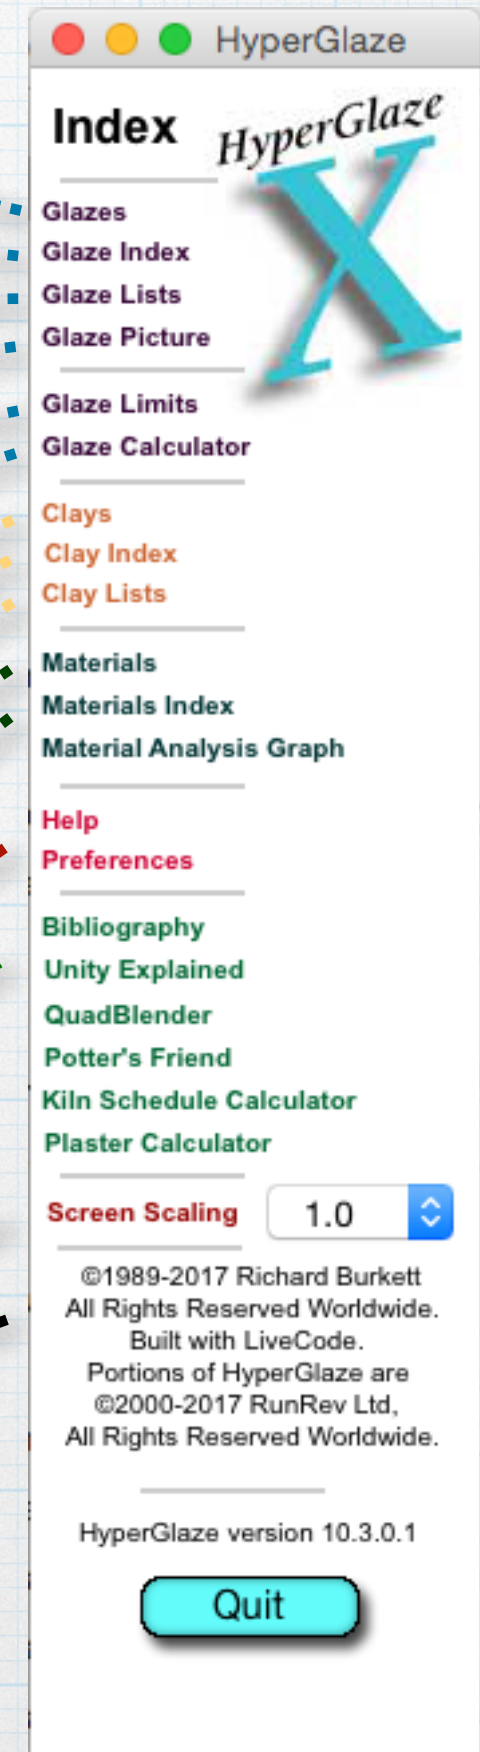 HyperGlaze
Index
HyperGlaze
X
Glazes
Glaze Index
Glaze Lists
Glaze Picture
Glaze Limits
Glaze Calculator
Clays
Clay Index
Clay Lists
Materials
Materials Index
Material Analysis Graph
Help
Preferences
Bibliography
Unity Explained
QuadBlender
Potter's Friend
Kiln Schedule Calculator
Plaster Calculator
Screen Scaling 1.0
©1989-2017 Richard Burkett
All Rights Reserved Worldwide.
Built with LiveCode.
Portions of HyperGlaze are
©2000-2017 RunRev Ltd,
All Rights Reserved Worldwide.
HyperGlaze version 10.3.0.1
Quit